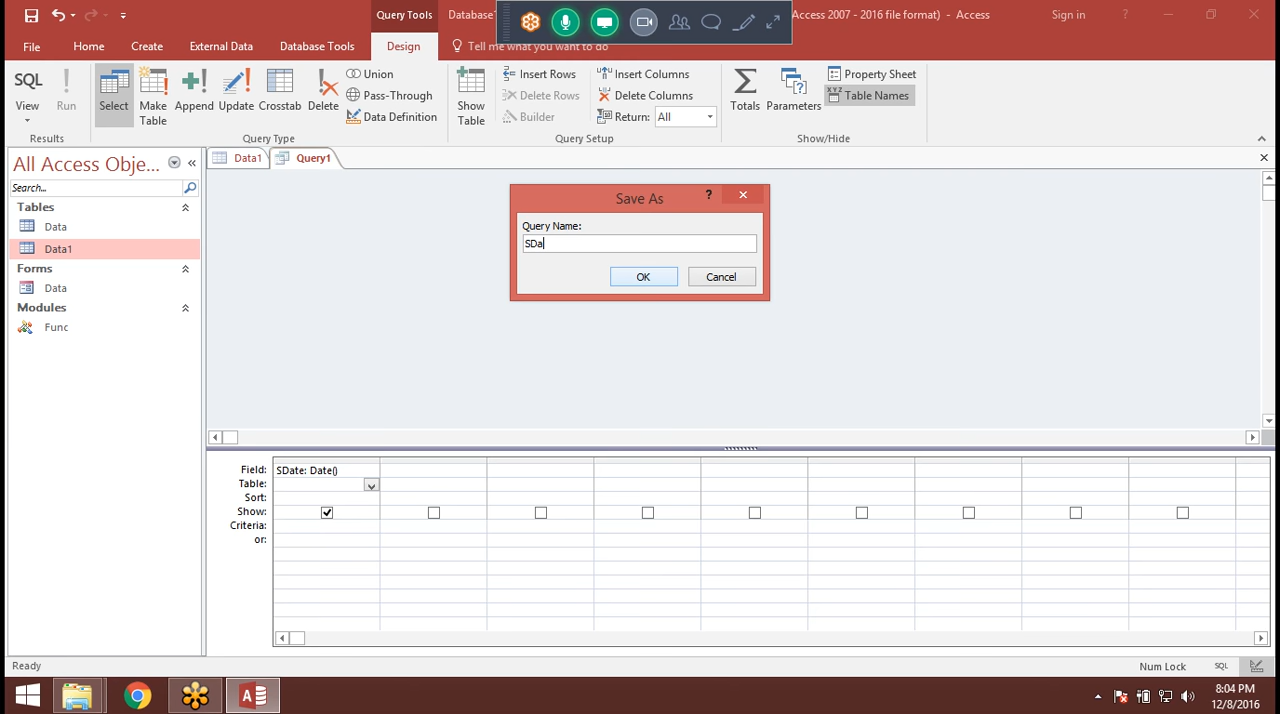 Query Tools
Database
Access 2007 - 2016 file format) - Access
Sign in
?
File
Home
Create
External Data
Database Tools
Design
Tell me what you want to do
SQL
View
Run
Select
Make Table
Append
Update
Crosstab
Delete
Union
Pass-Through
Data Definition
Show Table
Insert Rows
Delete Rows
Builder
Insert Columns
Delete Columns
Return: All
Totals
Parameters
Property Sheet
XYZ Table Names
Results
Query Type
Query Setup
Show/Hide
All Access Obje...
Search...
Tables
Data
Data1
Forms
Data
Modules
Func
Data1
Query1
Save As
?
Query Name:
SDa
OK
Cancel
Field: SDate: Date()
Table:
Sort:
Show:
Criteria:
or:
Ready
Num Lock
SQL
8:04 PM
12/8/2016